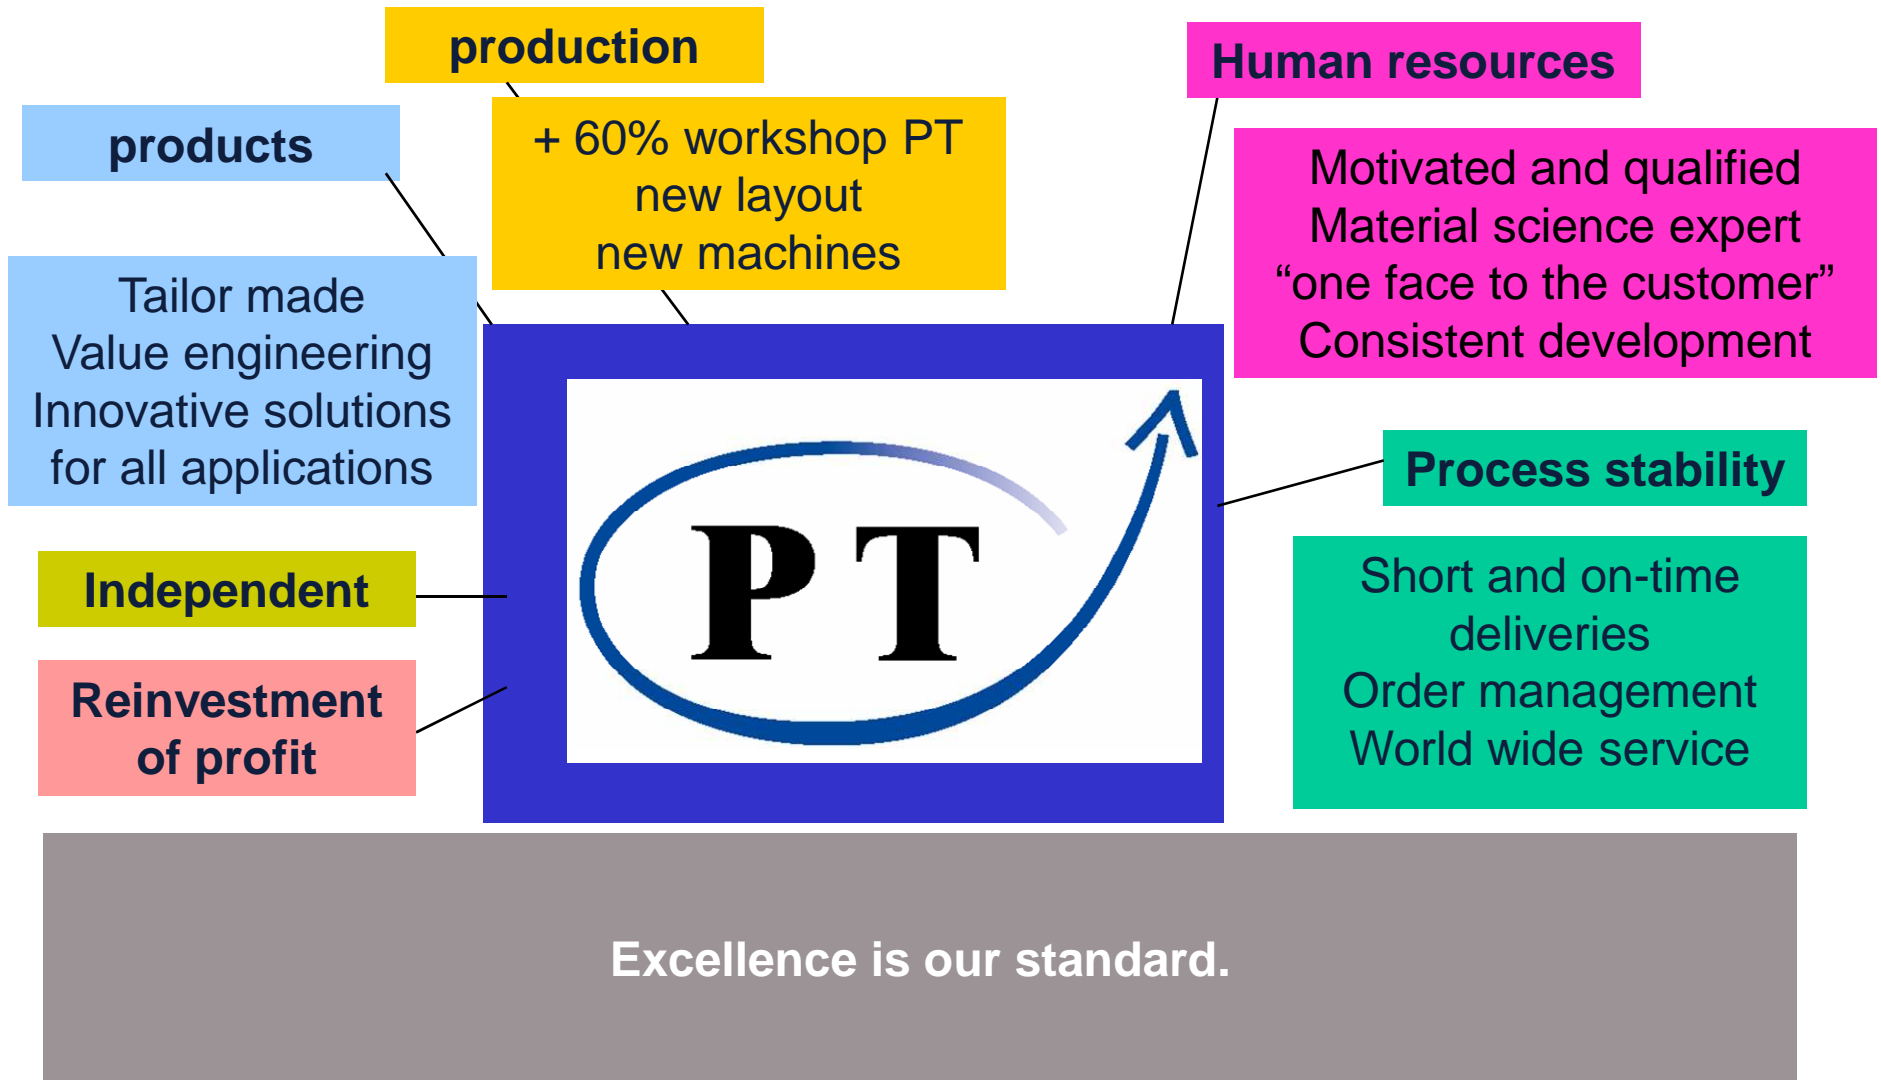 production
+ 60% workshop PT
new layout
new machines
Human resources
Motivated and qualified
Material science expert
“one face to the customer”
Consistent development
products
Tailor made
Value engineering
Innovative solutions
for all applications
Independent
Reinvestment
of profit
P T
Process stability
Short and on-time
deliveries
Order management
World wide service
Excellence is our standard.